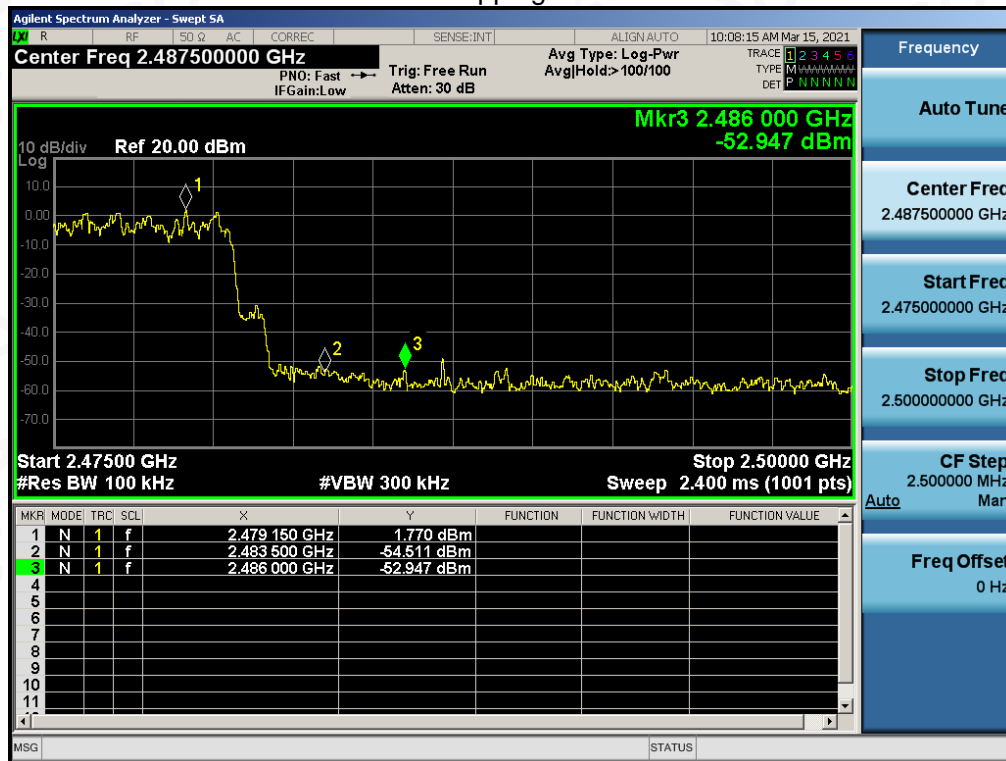 pping
Agilent Spectrum Analyzer - Swept SA
LXI R RF 50 Ω AC CORREC SENSE:INT ALIGN AUTO 10:08:15 AM Mar 15, 2021
Center Freq 2.487500000 GHz
PNO: Fast
IFGain:Low
Trig: Free Run
Atten: 30 dB
Avg Type: Log-Pwr
Avg|Hold:>100/100
TRACE 1 2 3 4 5 6
TYPE M
DET P N N N N N
Mkr3 2.486 000 GHz
-52.947 dBm
10 dB/div Ref 20.00 dBm
Log
10.0
0.00
-10.0
-20.0
-30.0
-40.0
-50.0
-60.0
-70.0
1
2
3
Start 2.47500 GHz Stop 2.50000 GHz
#Res BW 100 kHz #VBW 300 kHz Sweep 2.400 ms (1001 pts)
MKR MODE TRC SCL X Y FUNCTION FUNCTION WIDTH FUNCTION VALUE
1 N 1 f 2.479 150 GHz 1.770 dBm
2 N 1 f 2.483 500 GHz -54.511 dBm
3 N 1 f 2.486 000 GHz -52.947 dBm
4
5
6
7
8
9
10
11
MSG STATUS
Frequency
Auto Tune
Center Freq
2.487500000 GHz
Start Freq
2.475000000 GHz
Stop Freq
2.500000000 GHz
CF Step
2.500000 MHz
Auto Man
Freq Offset
0 Hz